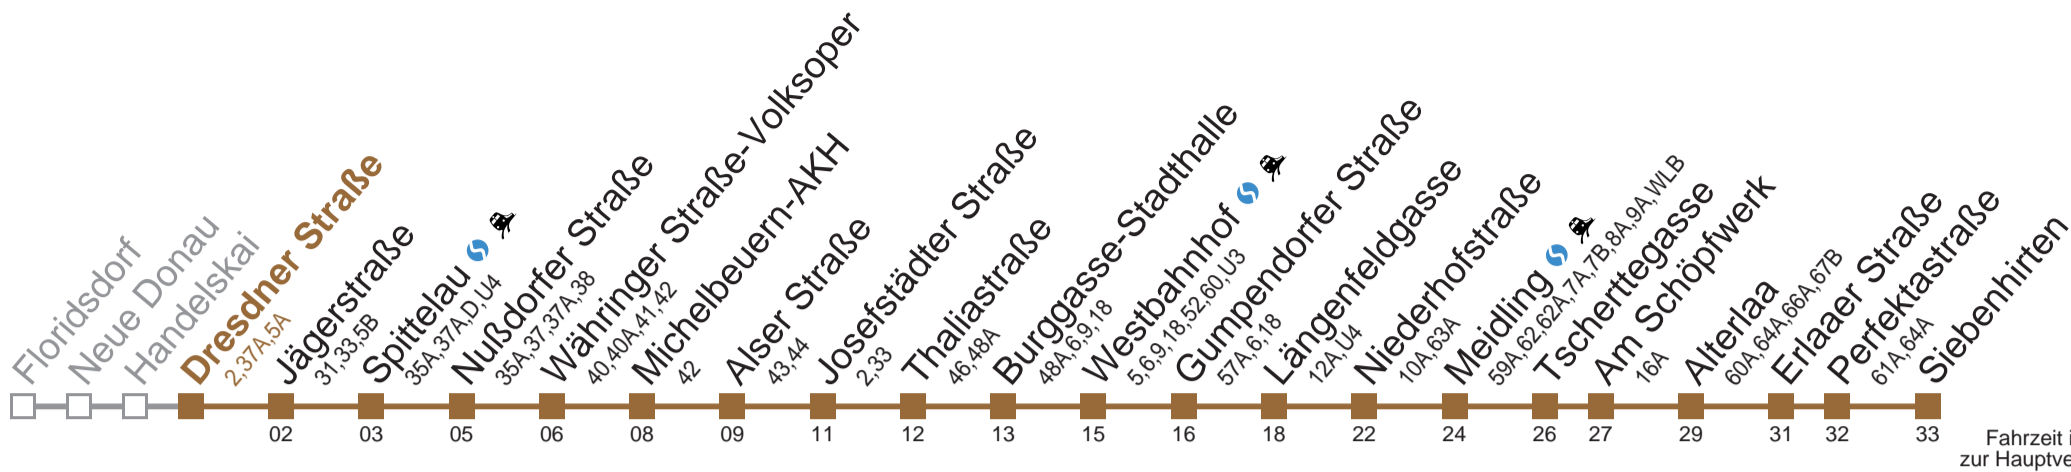 Floridsdorf
Neue Donau
Handelskai
Dresdner Straße
2,37A,5A
Jägerstraße
31,33,5B
Spittelau
35A,37A,D,U4
Nußdorfer Straße
35A,37,37A,38
Währinger Straße-Volksoper
40,40A,41,42
Michelbeuern-AKH
42
Alser Straße
43,44
Josefstädter Straße
2,33
Thaliastraße
46,48A
Burggasse-Stadthalle
48A,6,9,18
Westbahnhof
5,6,9,18,52,60,U3
Gumpendorfer Straße
57A,6,18
Längenfeldgasse
12A,U4
Niederhofstraße
10A,63A
Meidling
59A,62,62A,7A,7B,8A,9A,WLB
Tscherttegasse
Am Schöpfwerk
16A
Alterlaa
60A,64A,66A,67B
Erlaaer Straße
Perfektastraße
61A,64A
Siebenhirten
02 03 05 06 08 09 11 12 13 15 16 18 22 24 26 27 29 31 32 33
Fahrzeit i
zur Hauptve